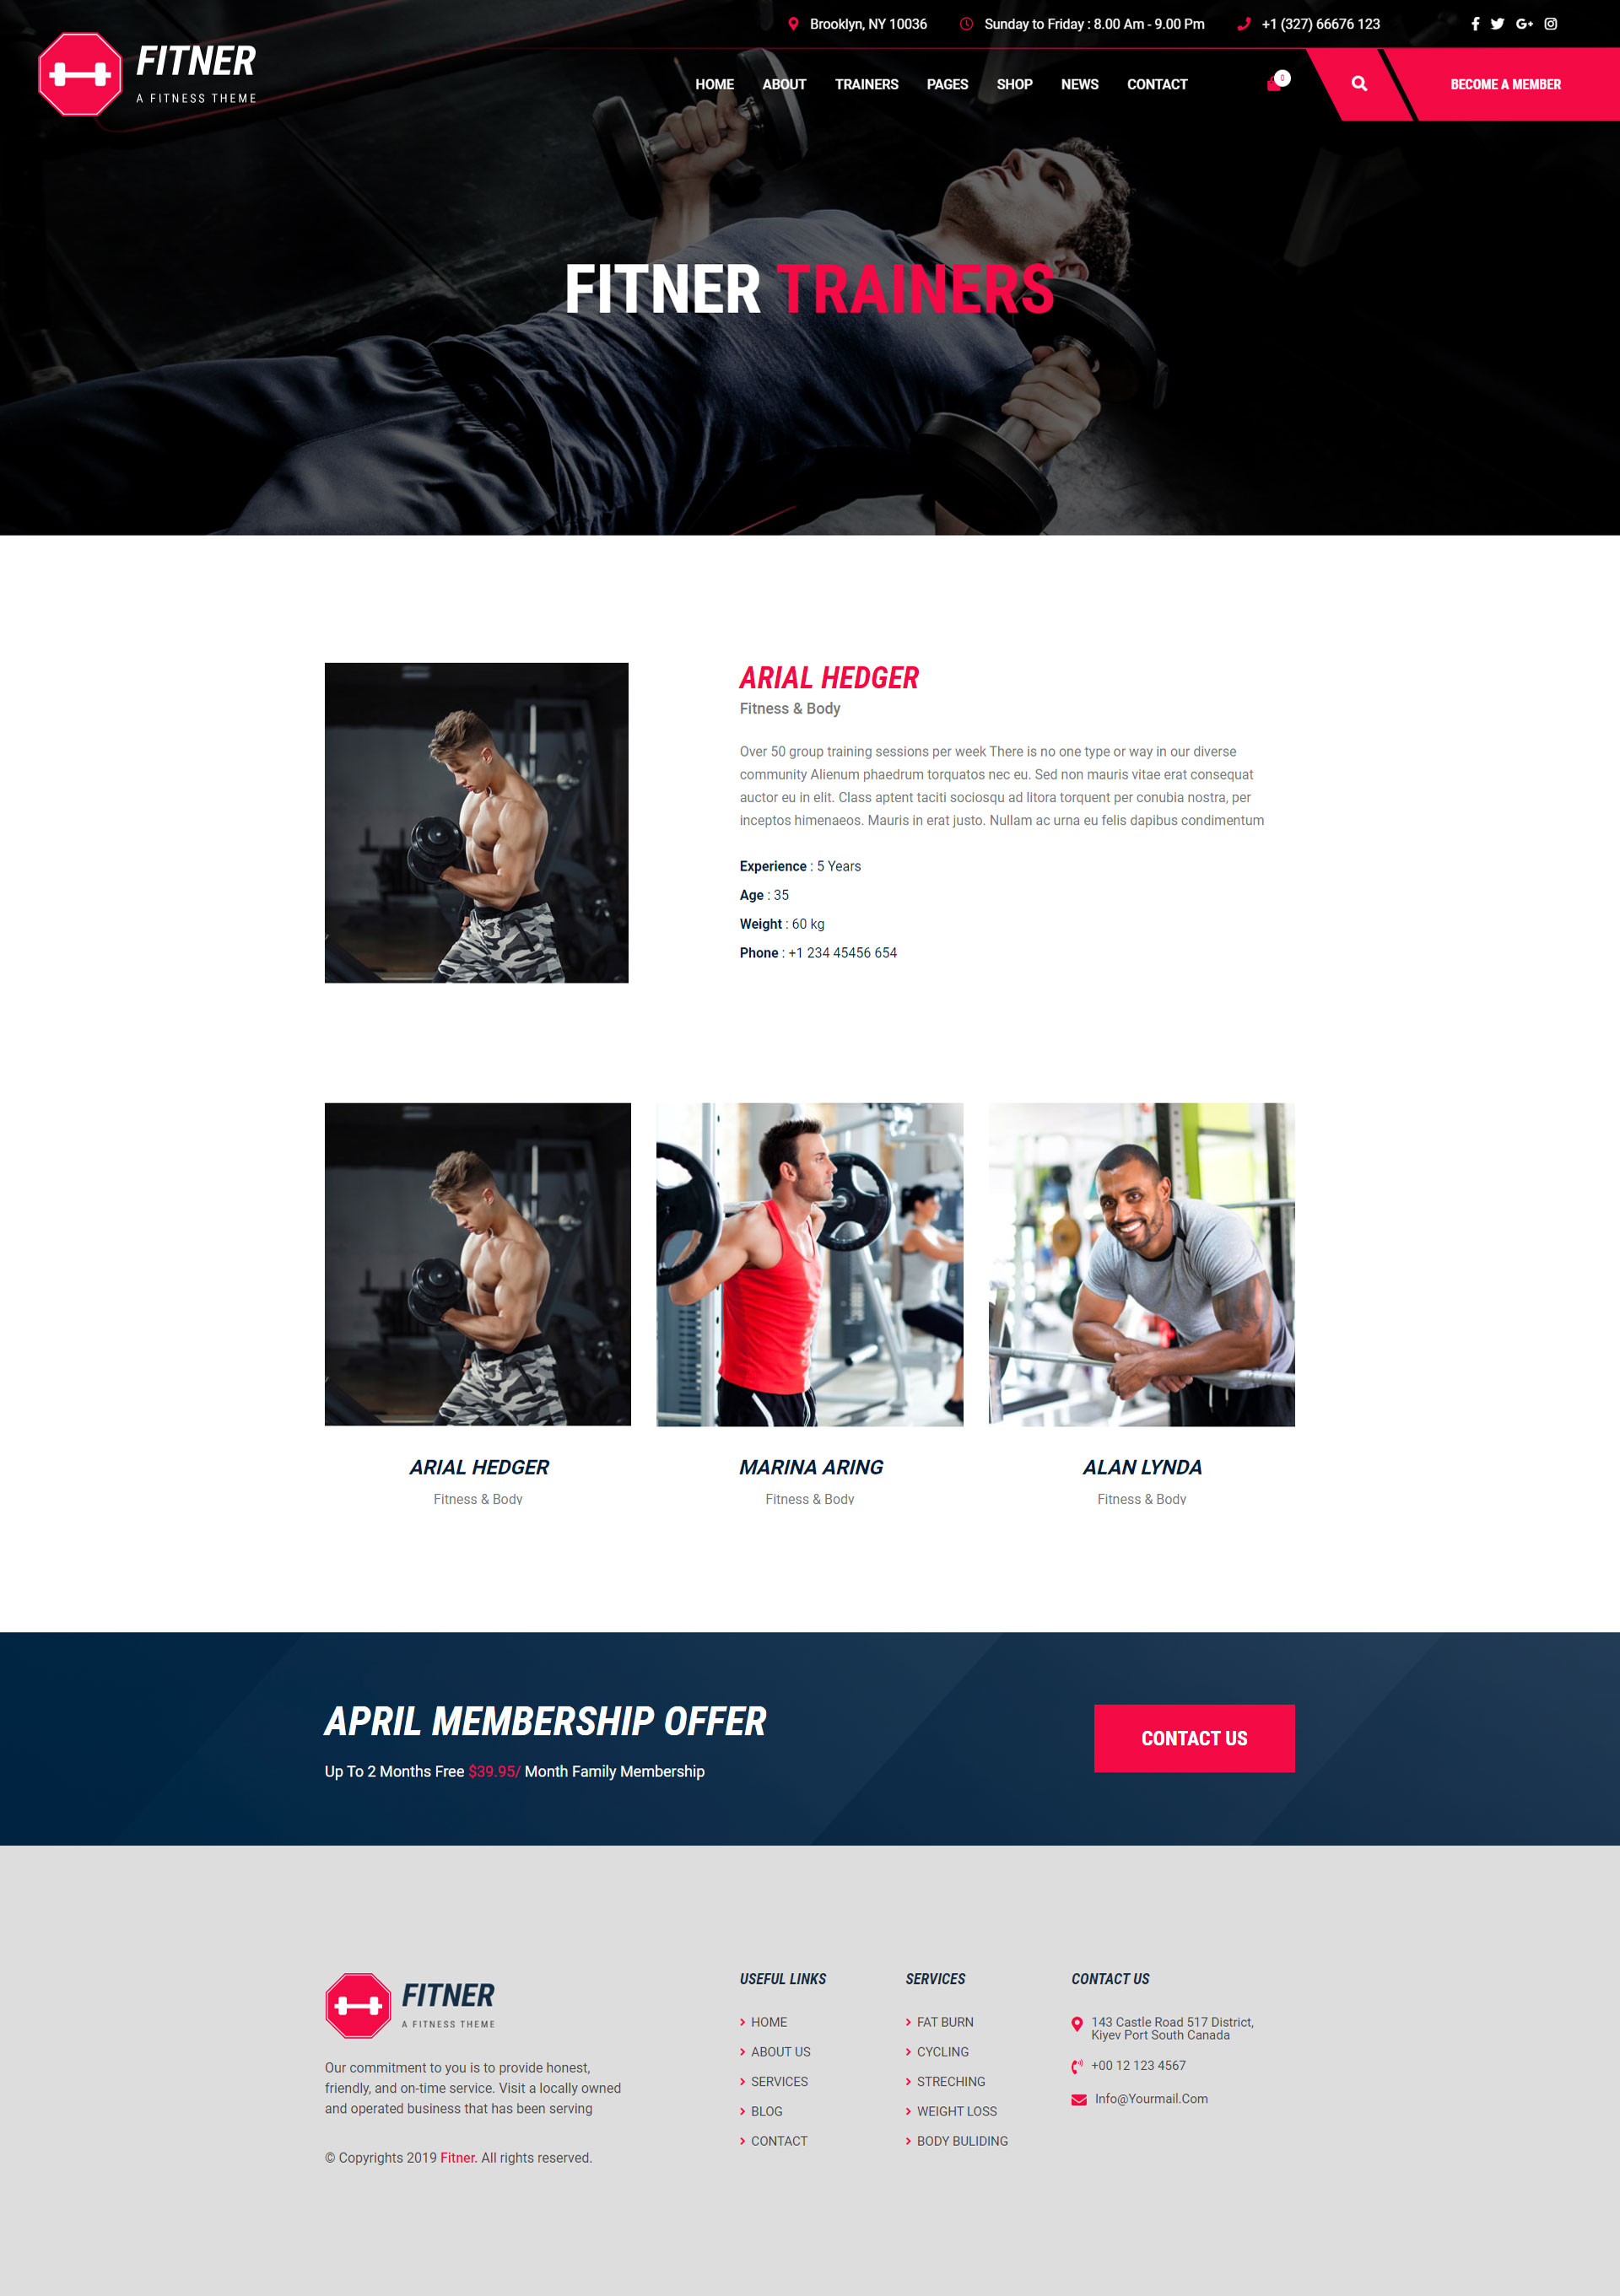 Brooklyn, NY 10036
Sunday to Friday : 8.00 Am - 9.00 Pm
+1 (327) 66676 123
FITNER
A FITNESS THEME
HOME
ABOUT
TRAINERS
PAGES
SHOP
NEWS
CONTACT
0
BECOME A MEMBER
FITNER TRAINERS
ARIAL HEDGER
Fitness & Body
Over 50 group training sessions per week There is no one type or way in our diverse
community Alienum phaedrum torquatos nec eu. Sed non mauris vitae erat consequat
auctor eu in elit. Class aptent taciti sociosqu ad litora torquent per conubia nostra, per
inceptos himenaeos. Mauris in erat justo. Nullam ac urna eu felis dapibus condimentum
Experience : 5 Years
Age : 35
Weight : 60 kg
Phone : +1 234 45456 654
ARIAL HEDGER
Fitness & Body
MARINA ARING
Fitness & Body
ALAN LYNDA
Fitness & Body
APRIL MEMBERSHIP OFFER
Up To 2 Months Free $39.95/ Month Family Membership
CONTACT US
FITNER
A FITNESS THEME
Our commitment to you is to provide honest,
friendly, and on-time service. Visit a locally owned
and operated business that has been serving
© Copyrights 2019 Fitner. All rights reserved.
USEFUL LINKS
HOME
ABOUT US
SERVICES
BLOG
CONTACT
SERVICES
FAT BURN
CYCLING
STRECHING
WEIGHT LOSS
BODY BULIDING
CONTACT US
143 Castle Road 517 District,
Kiyev Port South Canada
+00 12 123 4567
Info@Yourmail.Com